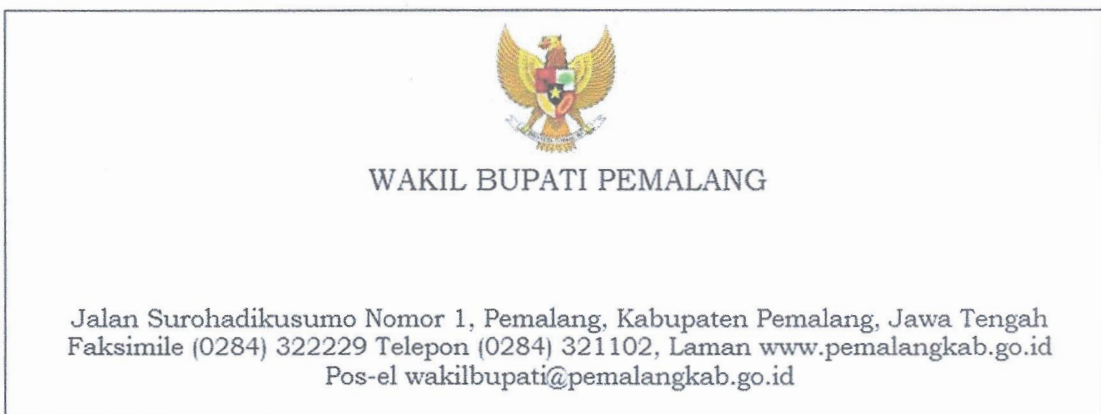 WAKIL BUPATI PEMALANG
Jalan Surohadikusumo Nomor 1, Pemalang, Kabupaten Pemalang, Jawa Tengah
Faksimile (0284) 322229 Telepon (0284) 321102, Laman www.pemalangkab.go.id
Pos-el wakilbupati@pemalangkab.go.id